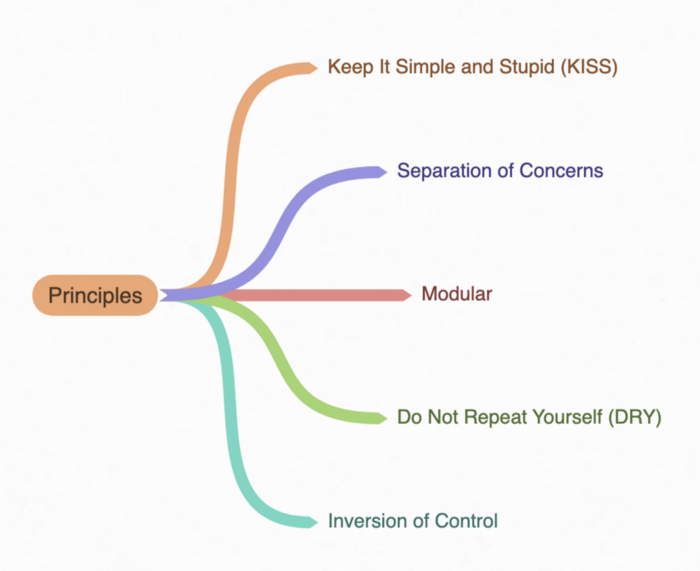 Keep It Simple and Stupid (KISS)
Separation of Concerns
Principles
Modular
Do Not Repeat Yourself (DRY)
Inversion of Control